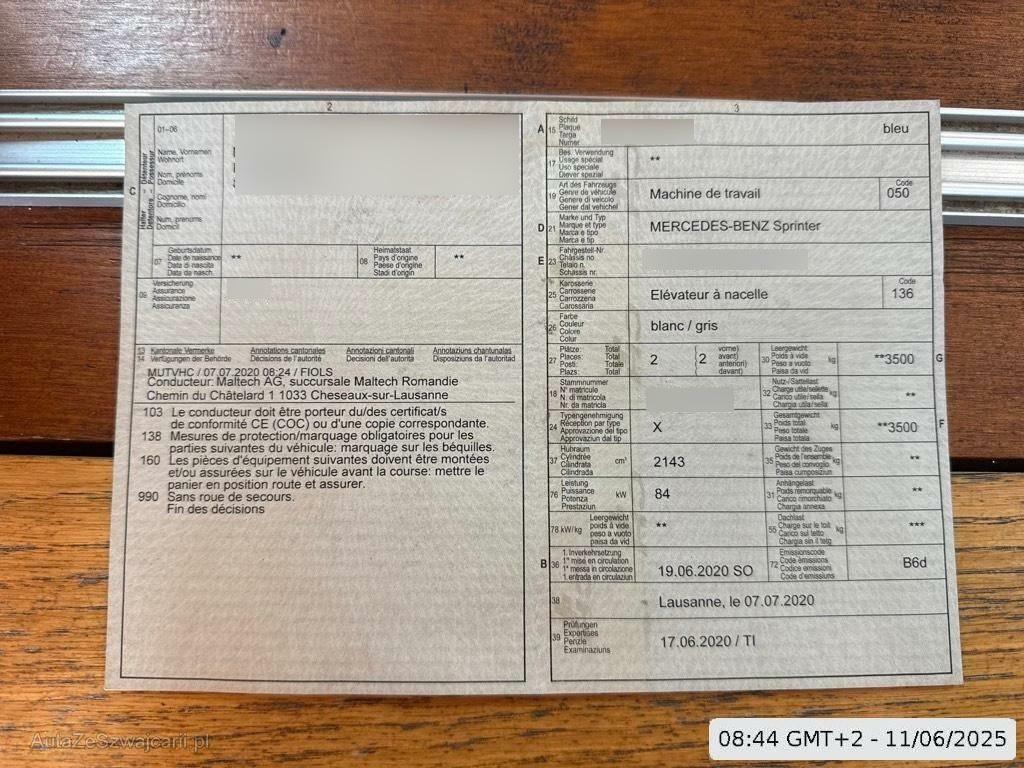 2
3
C
01–06
Halter – Détenteur
Detentore – Possessur
Name, Vornamen
Wohnort
Nom, prénoms
Domicile
Cognome, nomi
Domicilio
Num, prenums
Domicil
07
Geburtsdatum
Date de naissance
Data di nascita
Data da nasch.
**
08
Heimatstaat
Pays d'origine
Paese d'origine
Stadi d'origin
**
09
Versicherung
Assurance
Assicurazione
Assicuranza
13 Kantonale Vermerke Annotations cantonales Annotazioni cantonali Annotaziuns chantunalas
14 Verfügungen der Behörde Décisions de l'autorité Decisioni dell'autorità Disposiziuns da l'autoritad
MUTVHC / 07.07.2020 08:24 / FIOLS
Conducteur: Maltech AG, succursale Maltech Romandie
Chemin du Châtelard 1 1033 Cheseaux-sur-Lausanne
103 Le conducteur doit être porteur du/des certificat/s
de conformité CE (COC) ou d'une copie correspondante.
138 Mesures de protection/marquage obligatoires pour les
parties suivantes du véhicule: marquage sur les béquilles.
160 Les pièces d'équipement suivantes doivent être montées
et/ou assurées sur le véhicule avant la course: mettre le
panier en position route et assurer.
990 Sans roue de secours.
Fin des décisions
A 15
Schild
Plaque
Targa
Numer
bleu
17
Bes. Verwendung
Usage spécial
Uso speciale
Diever spezial
**
19
Art des Fahrzeugs
Genre de véhicule
Genere di veicolo
Gener dal vehichel
Machine de travail
Code
050
D 21
Marke und Typ
Marque et type
Marca e tipo
Marca e tip
MERCEDES-BENZ Sprinter
E 23
Fahrgestell-Nr.
Châssis no
Telaio n.
Schassis nr.
25
Karosserie
Carrosserie
Carrozzeria
Carossaria
Elévateur à nacelle
Code
136
26
Farbe
Couleur
Colore
Colur
blanc / gris
27
Plätze: Total
Places: Total
Posti: Totale
Plazs: Total
2
2
vorne)
avant)
anteriori)
davant)
30
Leergewicht
Poids à vide
Peso a vuoto
Paisa da vid
kg
**3500
G
18
Stammnummer
N° matricule
N. di matricola
Nr. da matricla
32
Nutz-/Sattellast
Charge utile/sellette
Carico utile/sella
Chargia utila/sella
kg
**
24
Typengenehmigung
Réception par type
Approvazione del tipo
Approvaziun dal tip
X
33
Gesamtgewicht
Poids total
Peso totale
Paisa totala
kg
**3500
F
37
Hubraum
Cylindrée
Cilindrata
Cilindrada
cm³
2143
35
Gewicht des Zuges
Poids de l'ensemble
Peso del convoglio
Paisa cumposiziun
kg
**
76
Leistung
Puissance
Potenza
Prestaziun
kW
84
31
Anhängelast
Poids remorquable
Carico rimorchiato
Chargia annexa
kg
**
78 kW/kg
Leergewicht
poids à vide
peso a vuoto
paisa da vid
**
55
Dachlast
Charge sur le toit
Carico sul tetto
Chargia sin il tetg
kg
***
B 36
1. Inverkehrsetzung
1re mise en circulation
1a messa in circolazione
1. entrada en circulaziun
19.06.2020 SO
72
Emissionscode
Code émissions
Codice emissioni
Code d'emissiuns
B6d
38
Lausanne, le 07.07.2020
39
Prüfungen
Expertises
Perizie
Examinaziuns
17.06.2020 / TI
AutaZeSzwajcarii.pl
08:44 GMT+2 - 11/06/2025